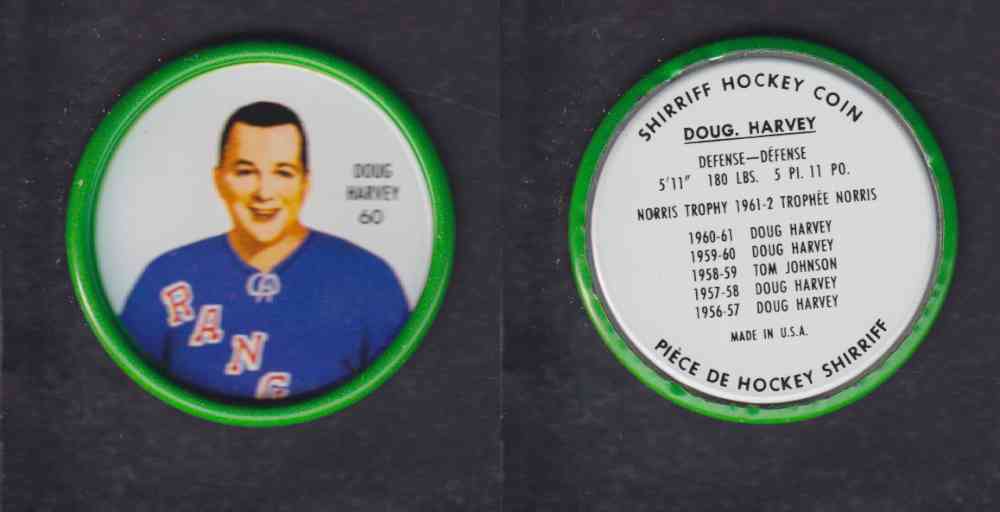 DOUG
HARVEY
60
RANG
SHIRRIFF HOCKEY COIN
DOUG. HARVEY
DEFENSE—DÉFENSE
5'11" 180 LBS. 5 PI. 11 PO.
NORRIS TROPHY 1961-2 TROPHÉE NORRIS
1960-61 DOUG HARVEY
1959-60 DOUG HARVEY
1958-59 TOM JOHNSON
1957-58 DOUG HARVEY
1956-57 DOUG HARVEY
MADE IN U.S.A.
PIÈCE DE HOCKEY SHIRRIFF